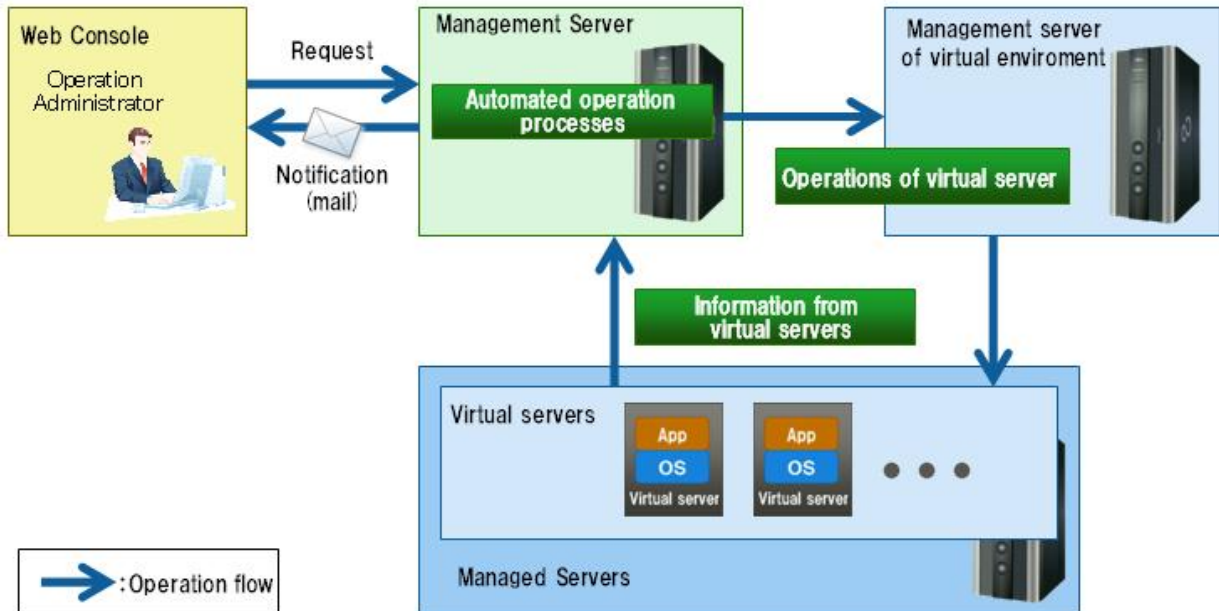 Web Console
Operation
Administrator
Request
Notification
(mail)
Management Server
Automated operation
processes
Management server
of virtual enviroment
Operations of virtual server
Information from
virtual servers
Virtual servers
App
OS
Virtual server
App
OS
Virtual server
Managed Servers
:Operation flow